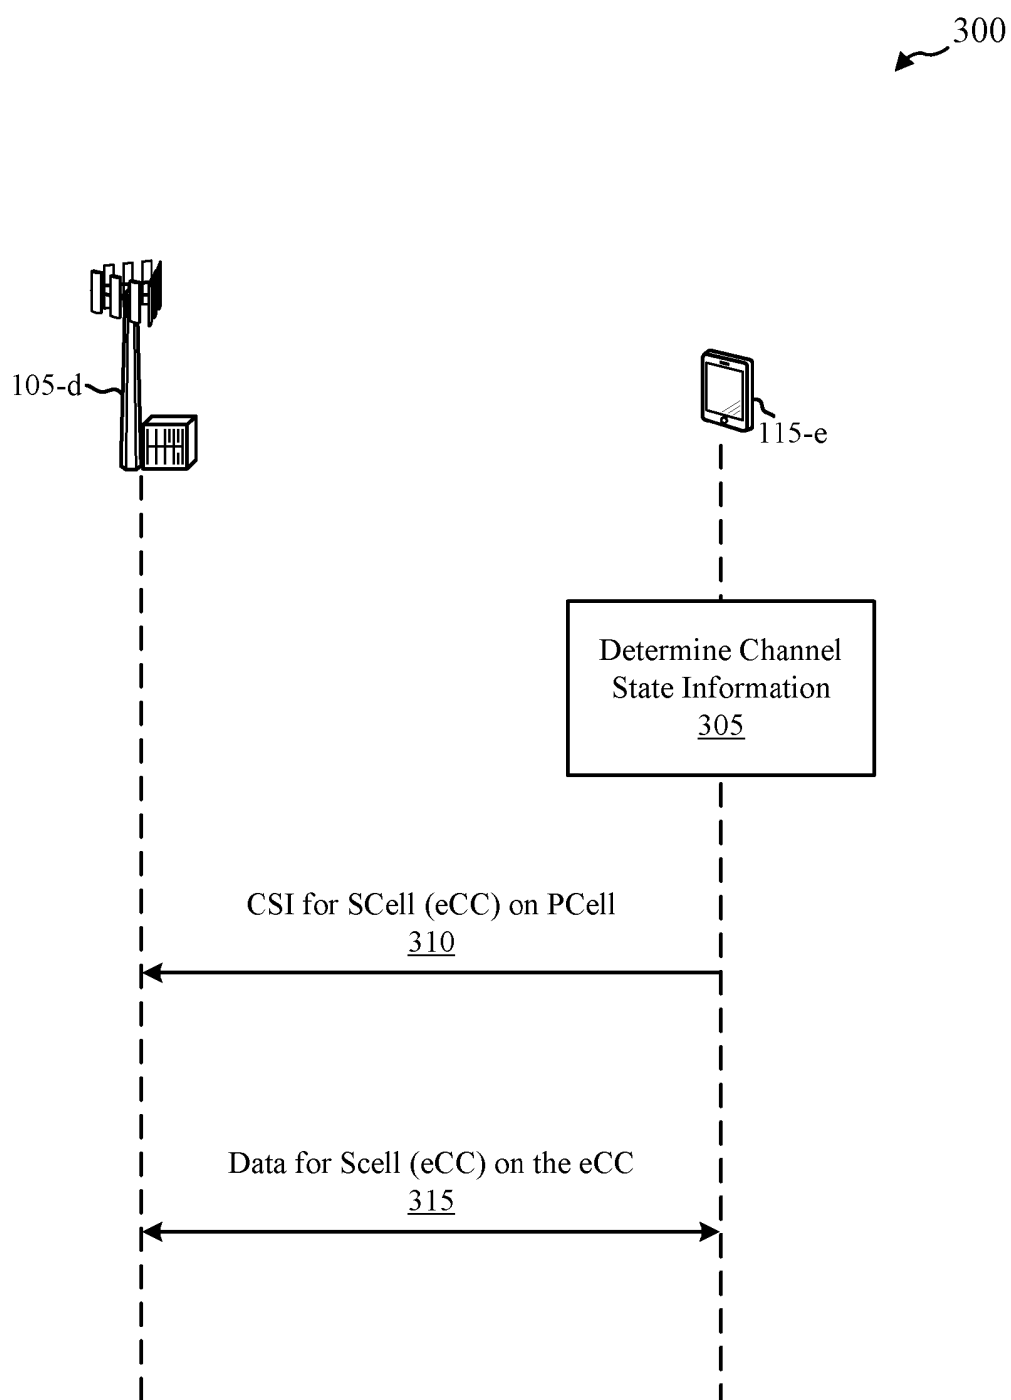 300
105-d
115-e
Determine Channel
State Information
305
CSI for SCell (eCC) on PCell
310
Data for Scell (eCC) on the eCC
315